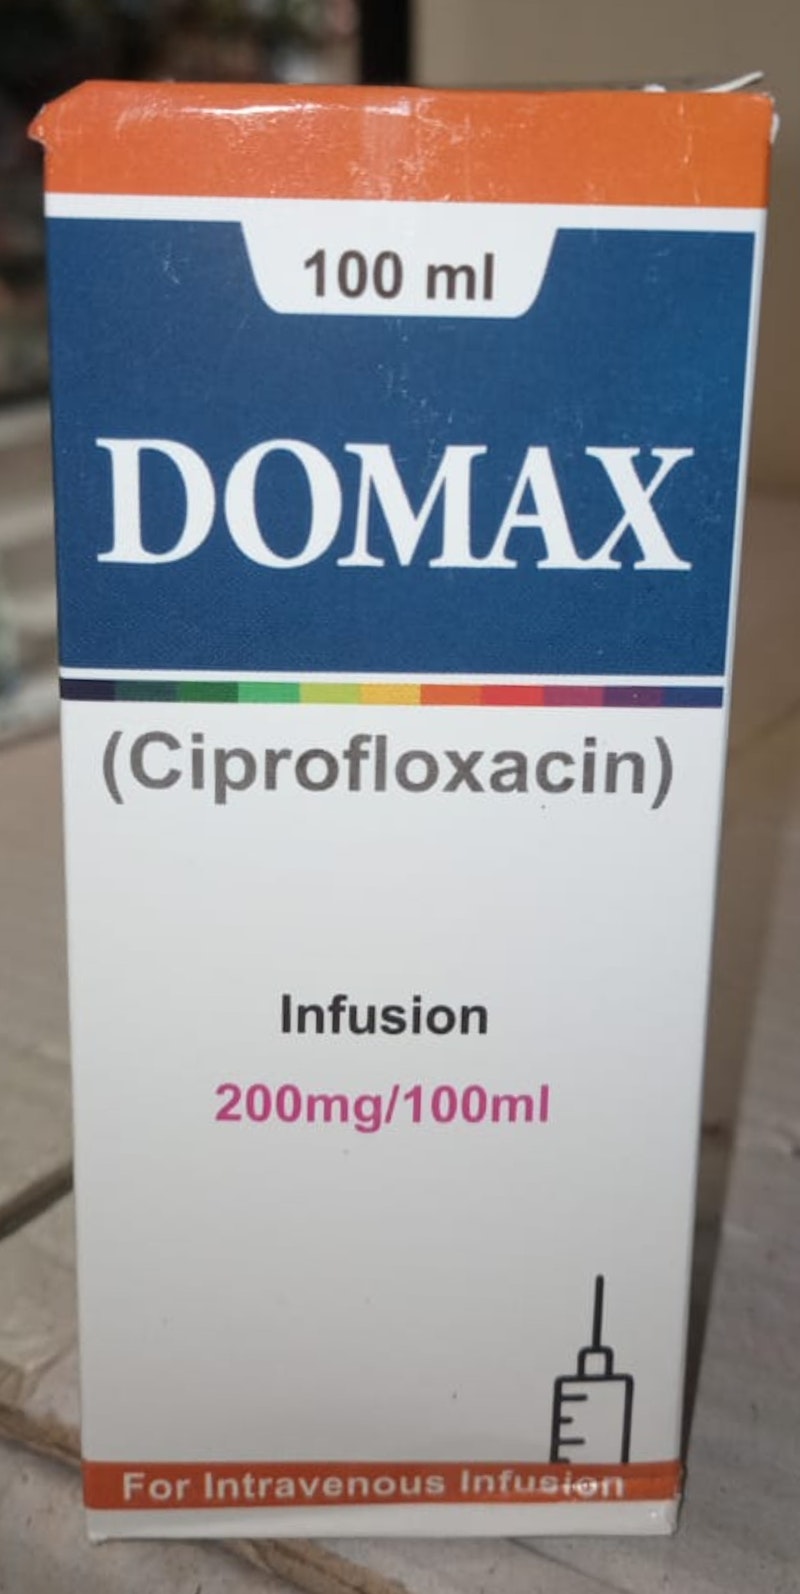 100 ml
DOMAX
(Ciprofloxacin)
Infusion
200mg/100ml
For Intravenous Infusion